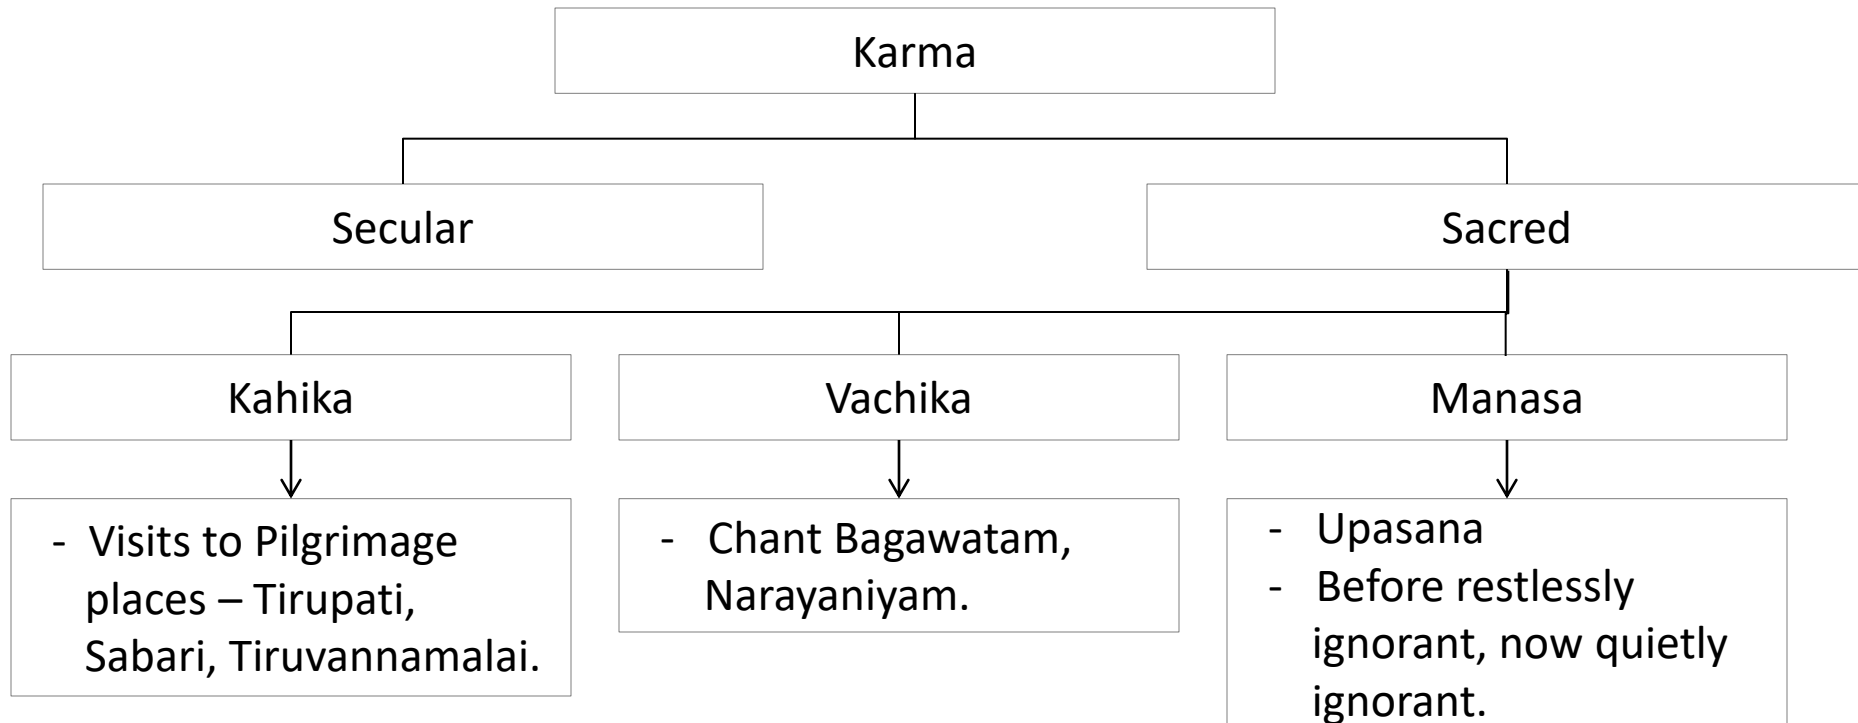 Karma
Secular
Sacred
Kahika
Vachika
Manasa
- Visits to Pilgrimage
places – Tirupati,
Sabari, Tiruvannamalai.
- Chant Bagawatam,
Narayaniyam.
- Upasana
- Before restlessly
ignorant, now quietly
ignorant.